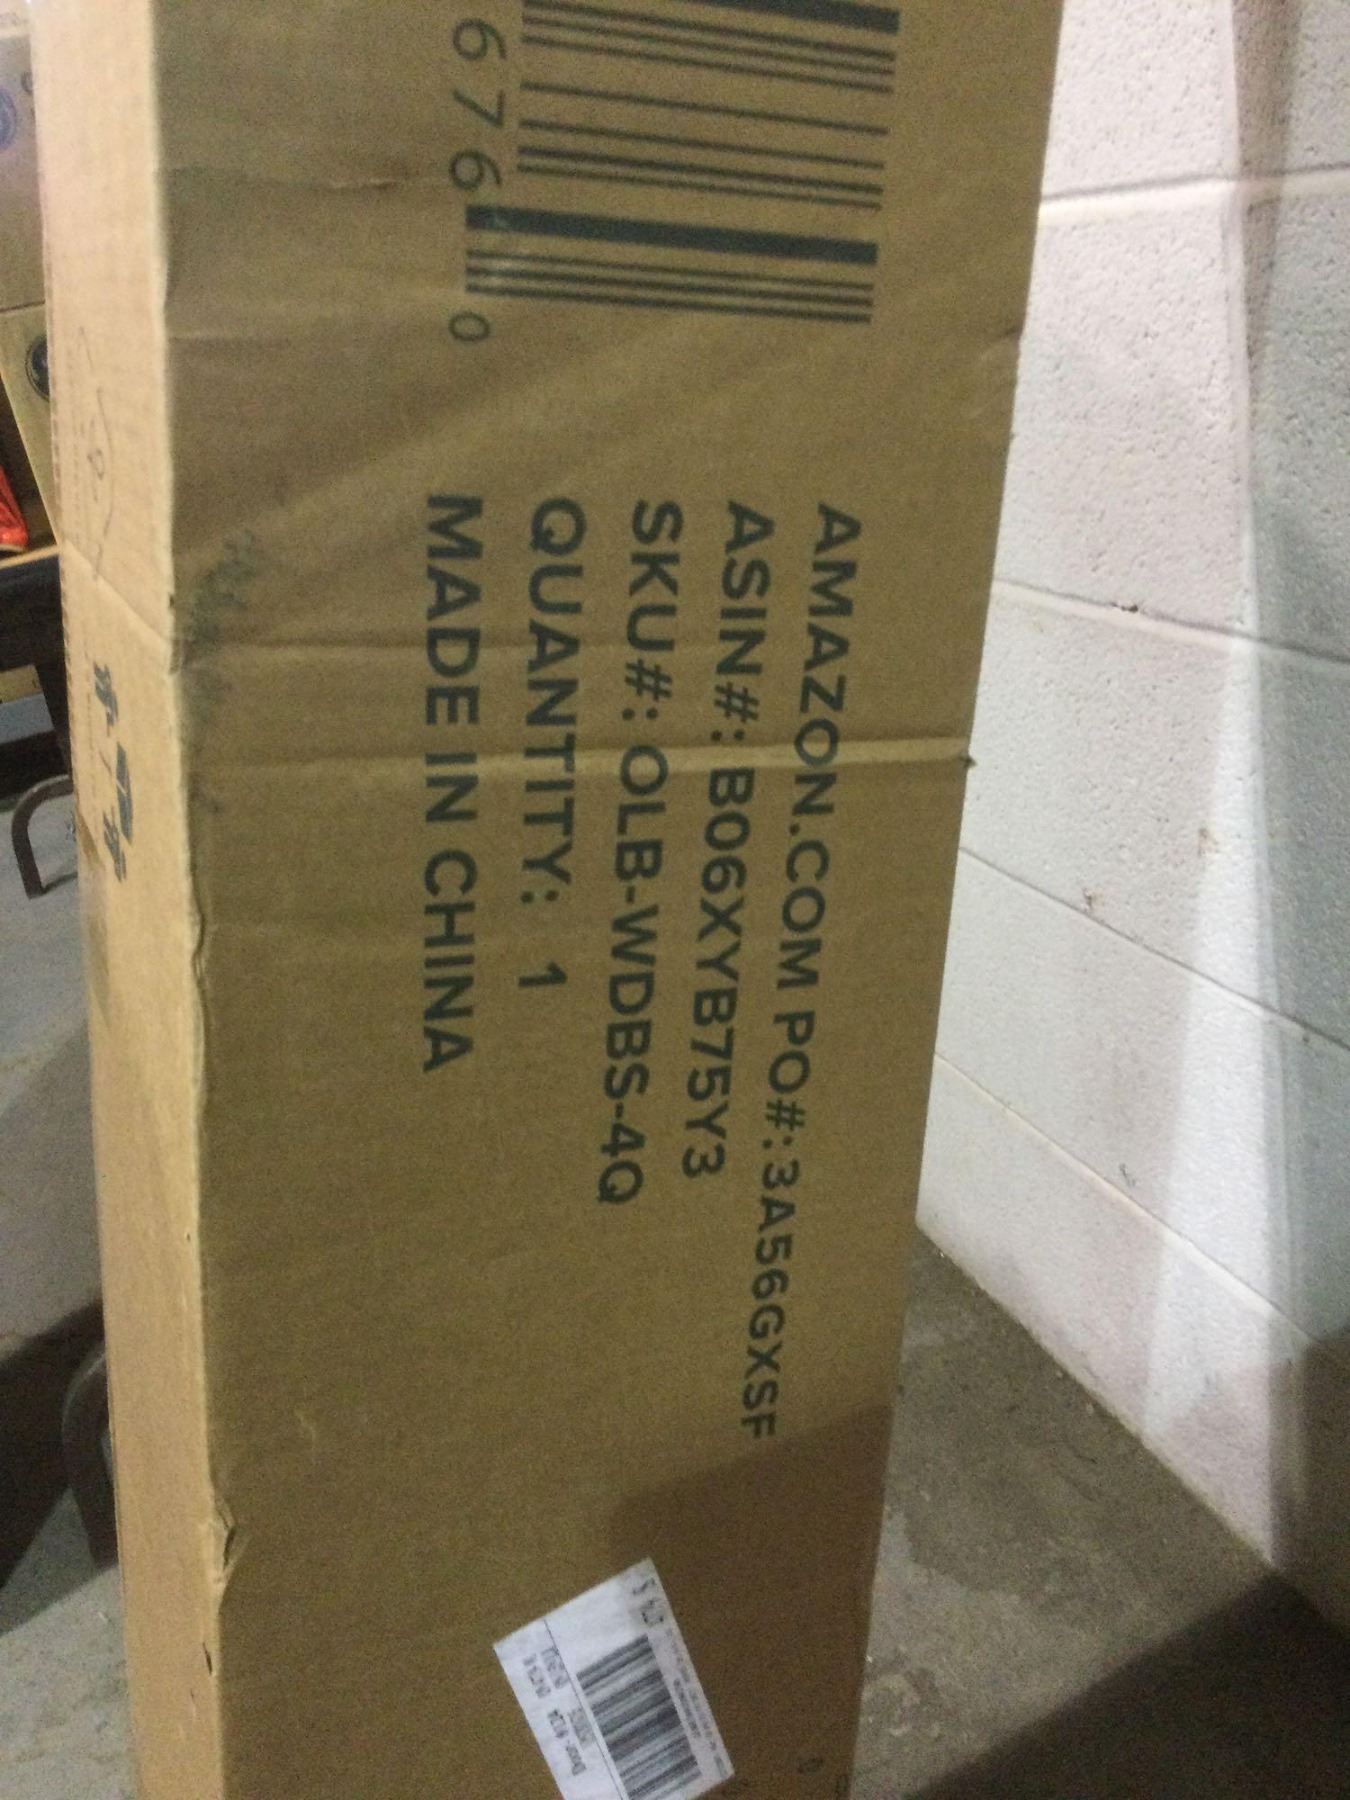 676
0
AMAZON.COM PO#:3A56GXSF
ASIN#: B06XYB75Y3
SKU#: OLB-WDBS-4Q
QUANTITY: 1
MADE IN CHINA